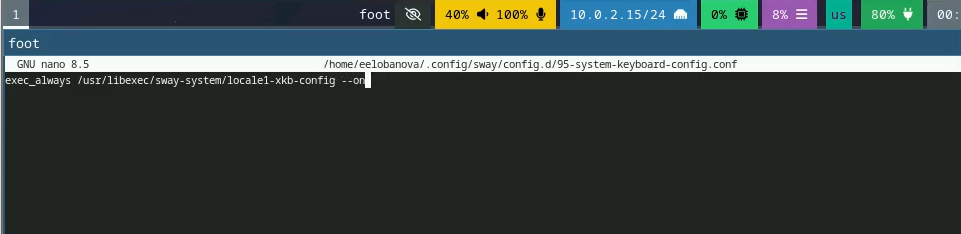 1 foot 40% 100% 10.0.2.15/24 0% 8% us 80% 00:
foot
GNU nano 8.5 /home/eelobanova/.config/sway/config.d/95-system-keyboard-config.conf
exec_always /usr/libexec/sway-system/locale1-xkb-config --on